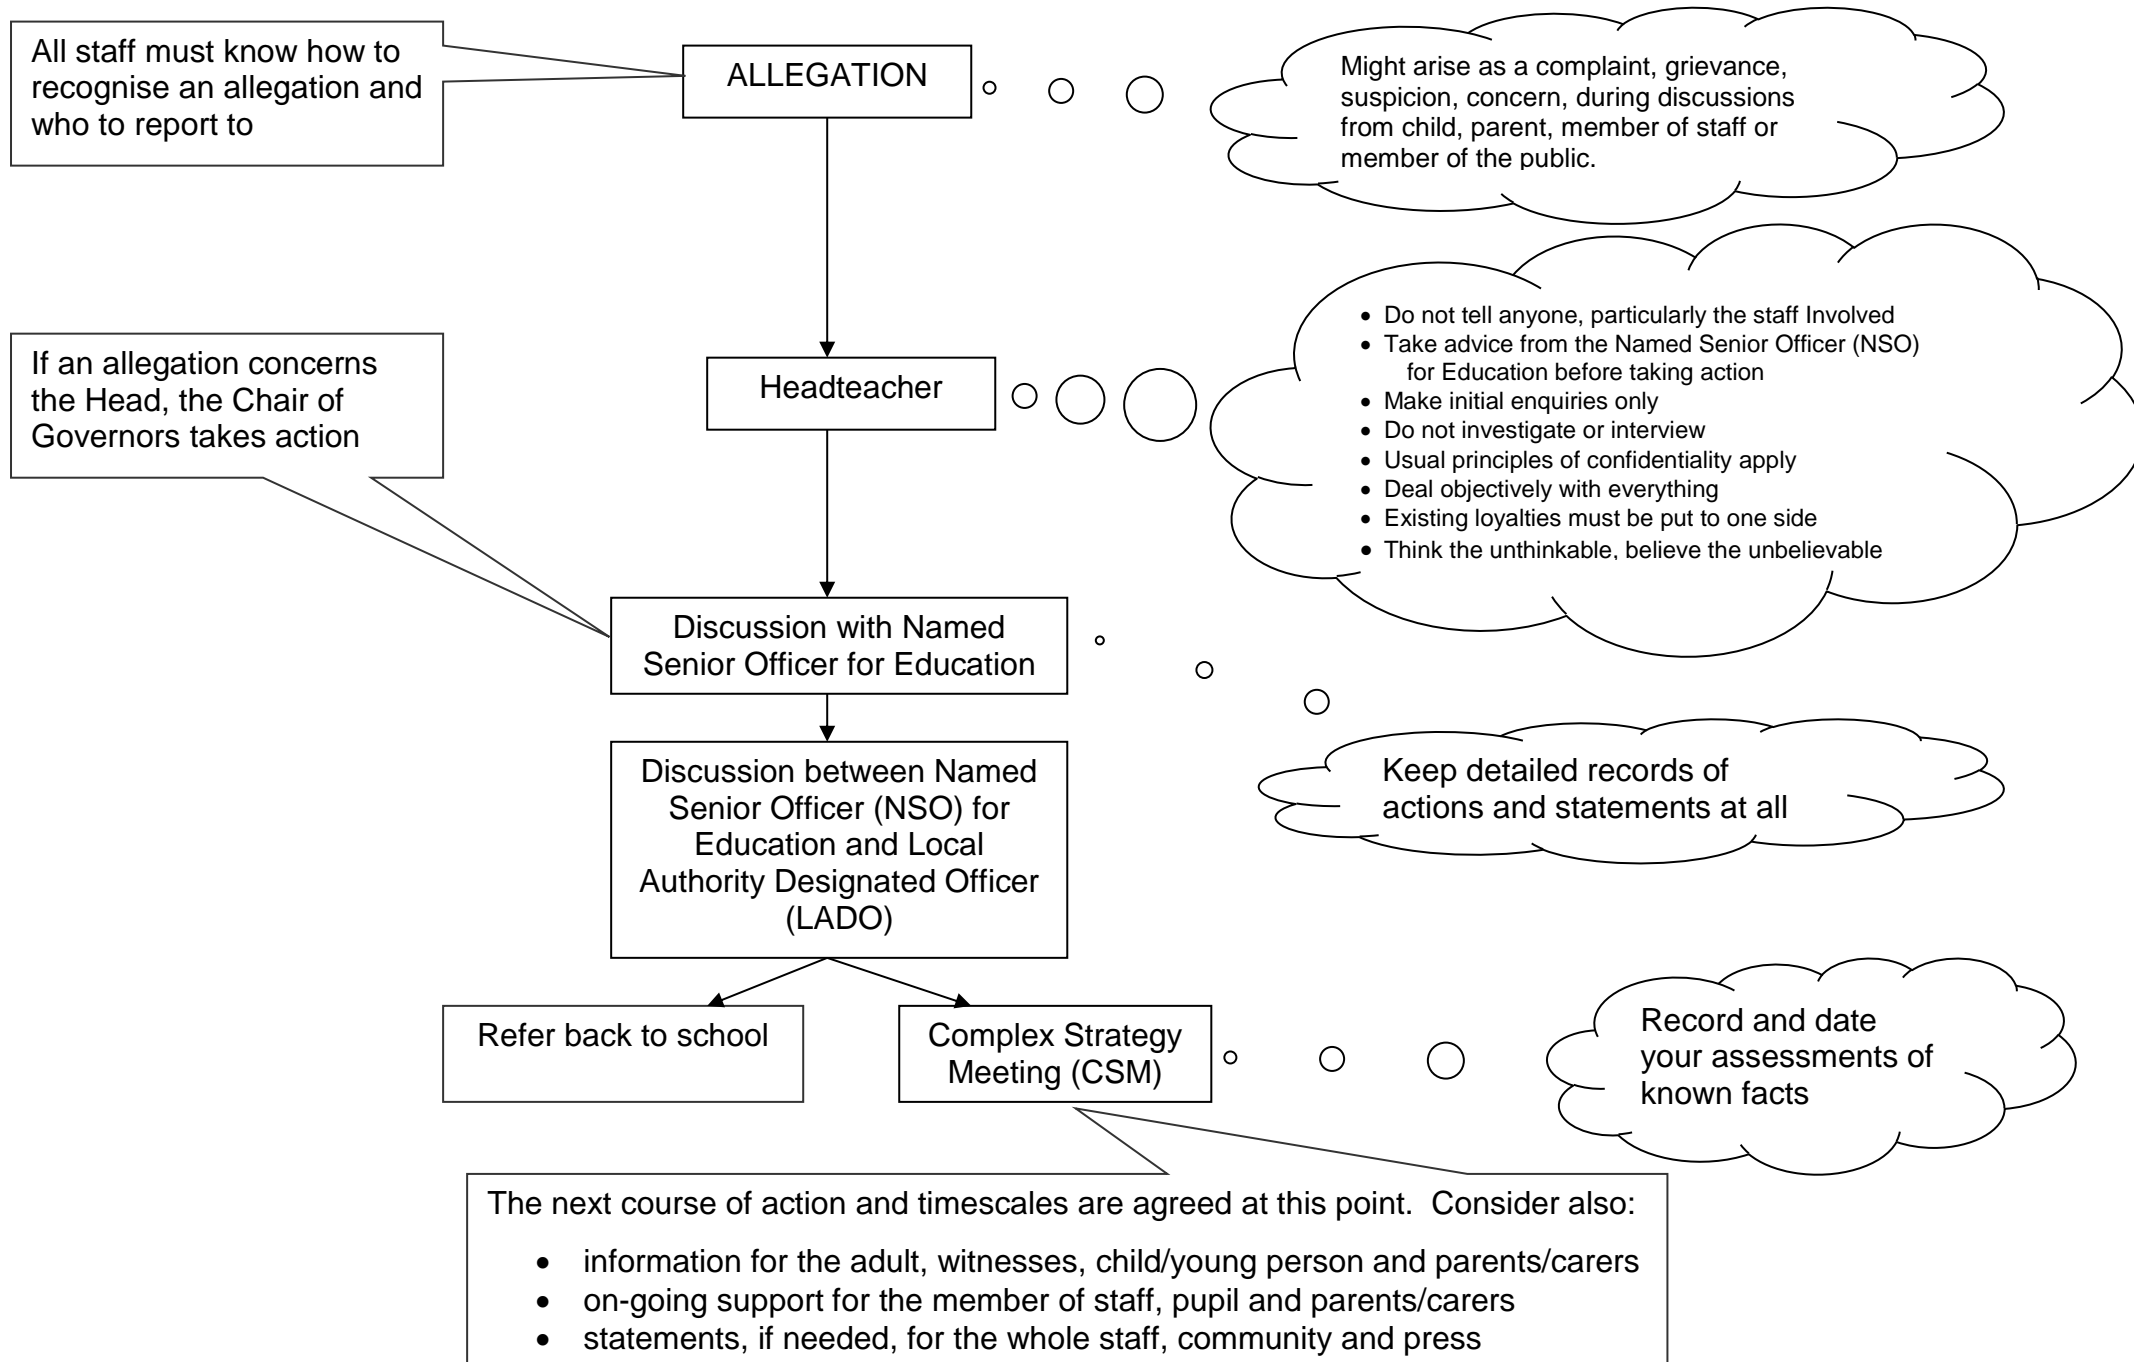 All staff must know how to
recognise an allegation and
who to report to
ALLEGATION
Might arise as a complaint, grievance,
suspicion, concern, during discussions
from child, parent, member of staff or
member of the public.
If an allegation concerns
the Head, the Chair of
Governors takes action
Headteacher
• Do not tell anyone, particularly the staff Involved
• Take advice from the Named Senior Officer (NSO)
for Education before taking action
• Make initial enquiries only
• Do not investigate or interview
• Usual principles of confidentiality apply
• Deal objectively with everything
• Existing loyalties must be put to one side
• Think the unthinkable, believe the unbelievable
Discussion with Named
Senior Officer for Education
Keep detailed records of
actions and statements at all
Discussion between Named
Senior Officer (NSO) for
Education and Local
Authority Designated Officer
(LADO)
Refer back to school
Complex Strategy
Meeting (CSM)
Record and date
your assessments of
known facts
The next course of action and timescales are agreed at this point.  Consider also:
• information for the adult, witnesses, child/young person and parents/carers
• on-going support for the member of staff, pupil and parents/carers
• statements, if needed, for the whole staff, community and press